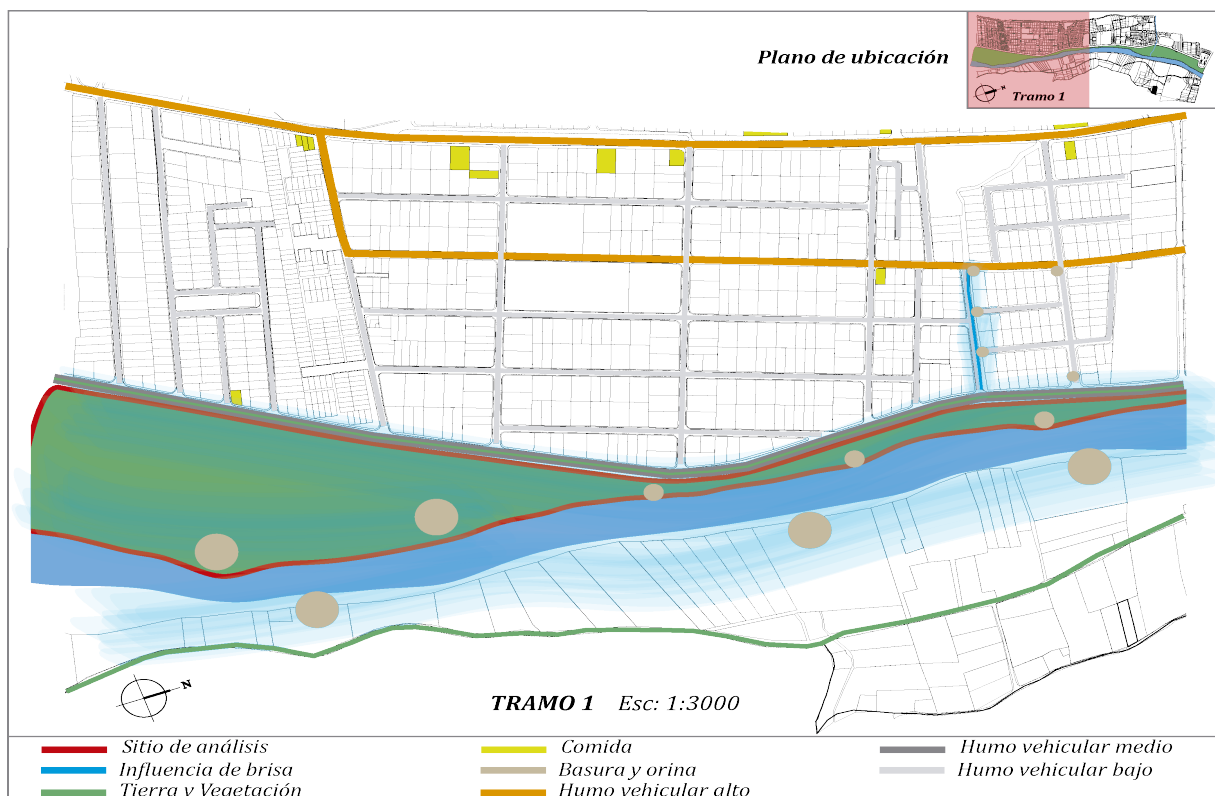 Plano de ubicación
N
Tramo 1
N
TRAMO 1 Esc: 1:3000
Sitio de análisis
Comida
Humo vehicular medio
Influencia de brisa
Basura y orina
Humo vehicular bajo
Tierra y Vegetación
Humo vehicular alto